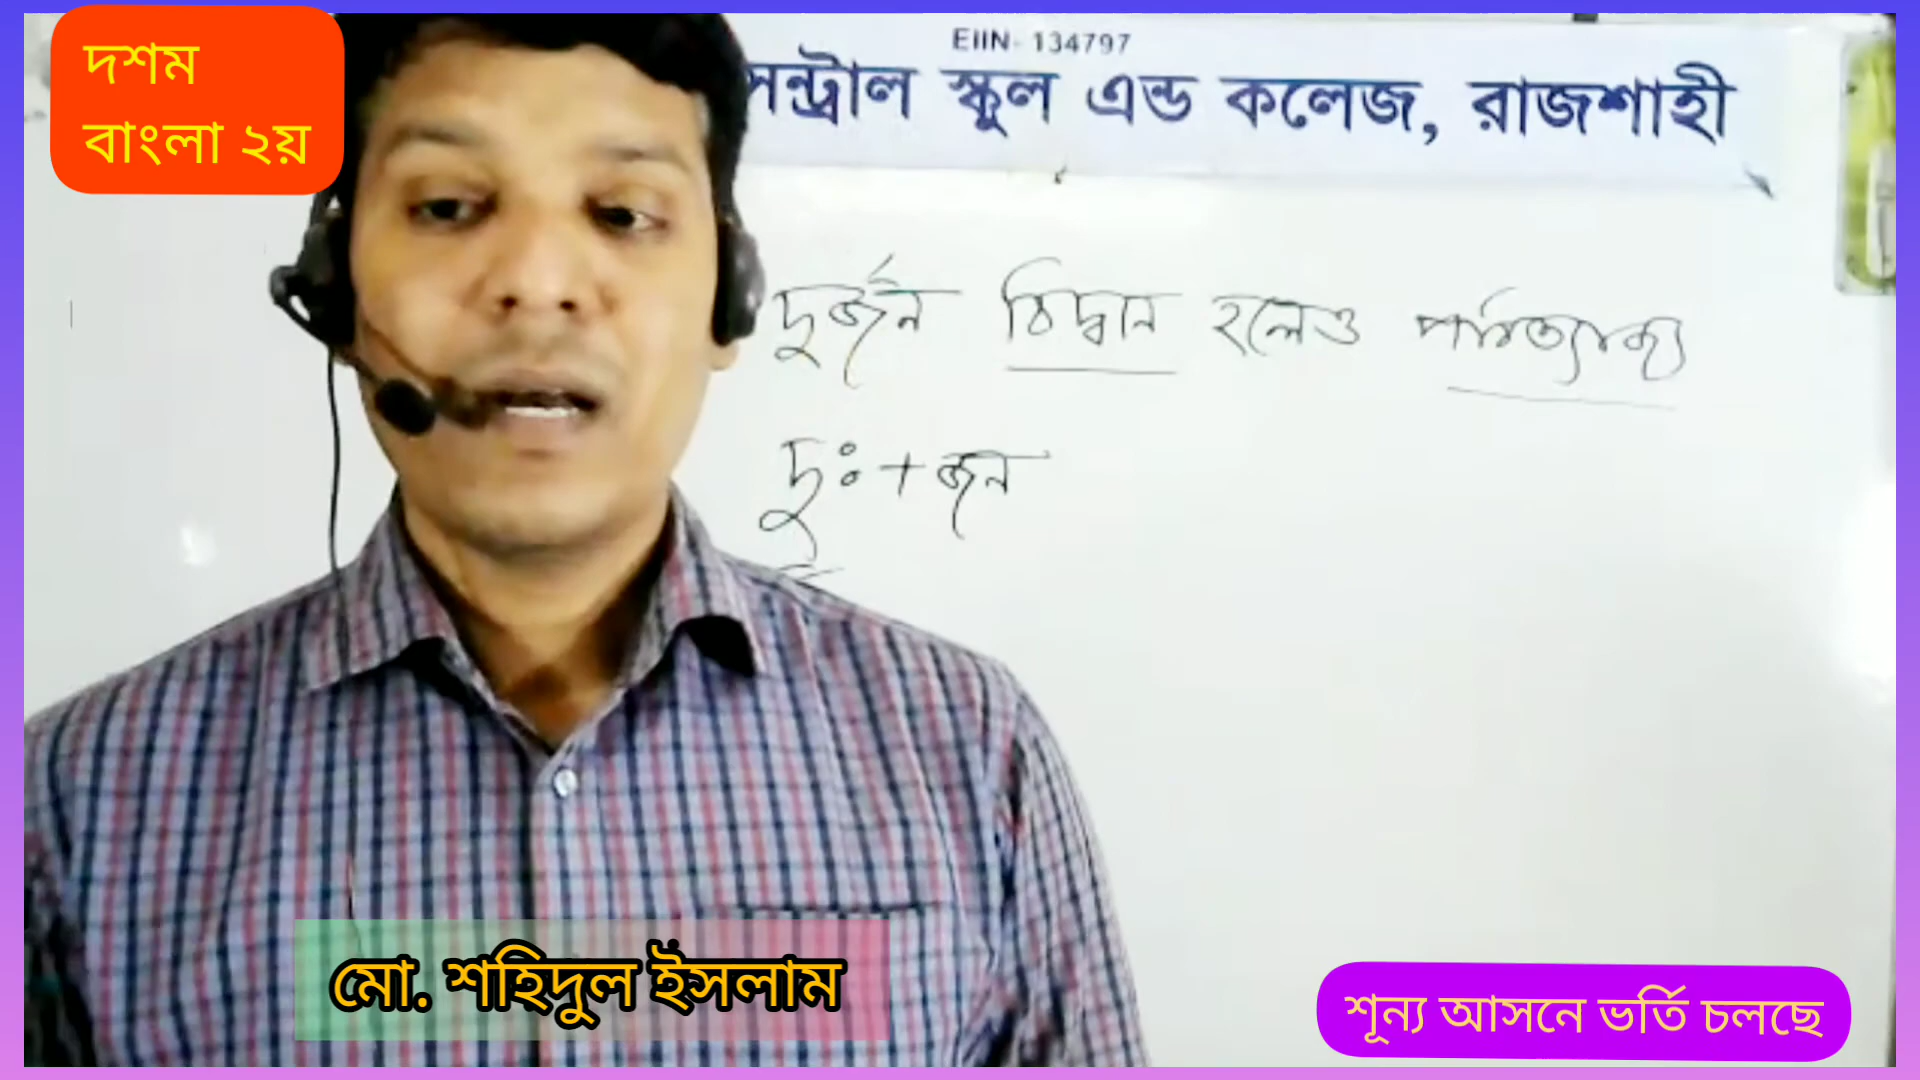 দশম
বাংলা ২য়
EIIN- 134797
সেন্ট্রাল স্কুল এন্ড কলেজ, রাজশাহী
দুর্জন বিদ্বান হলেও পরিত্যাজ্য
দুঃ + জন
মো. শহিদুল ইসলাম
শূন্য আসনে ভর্তি চলছে